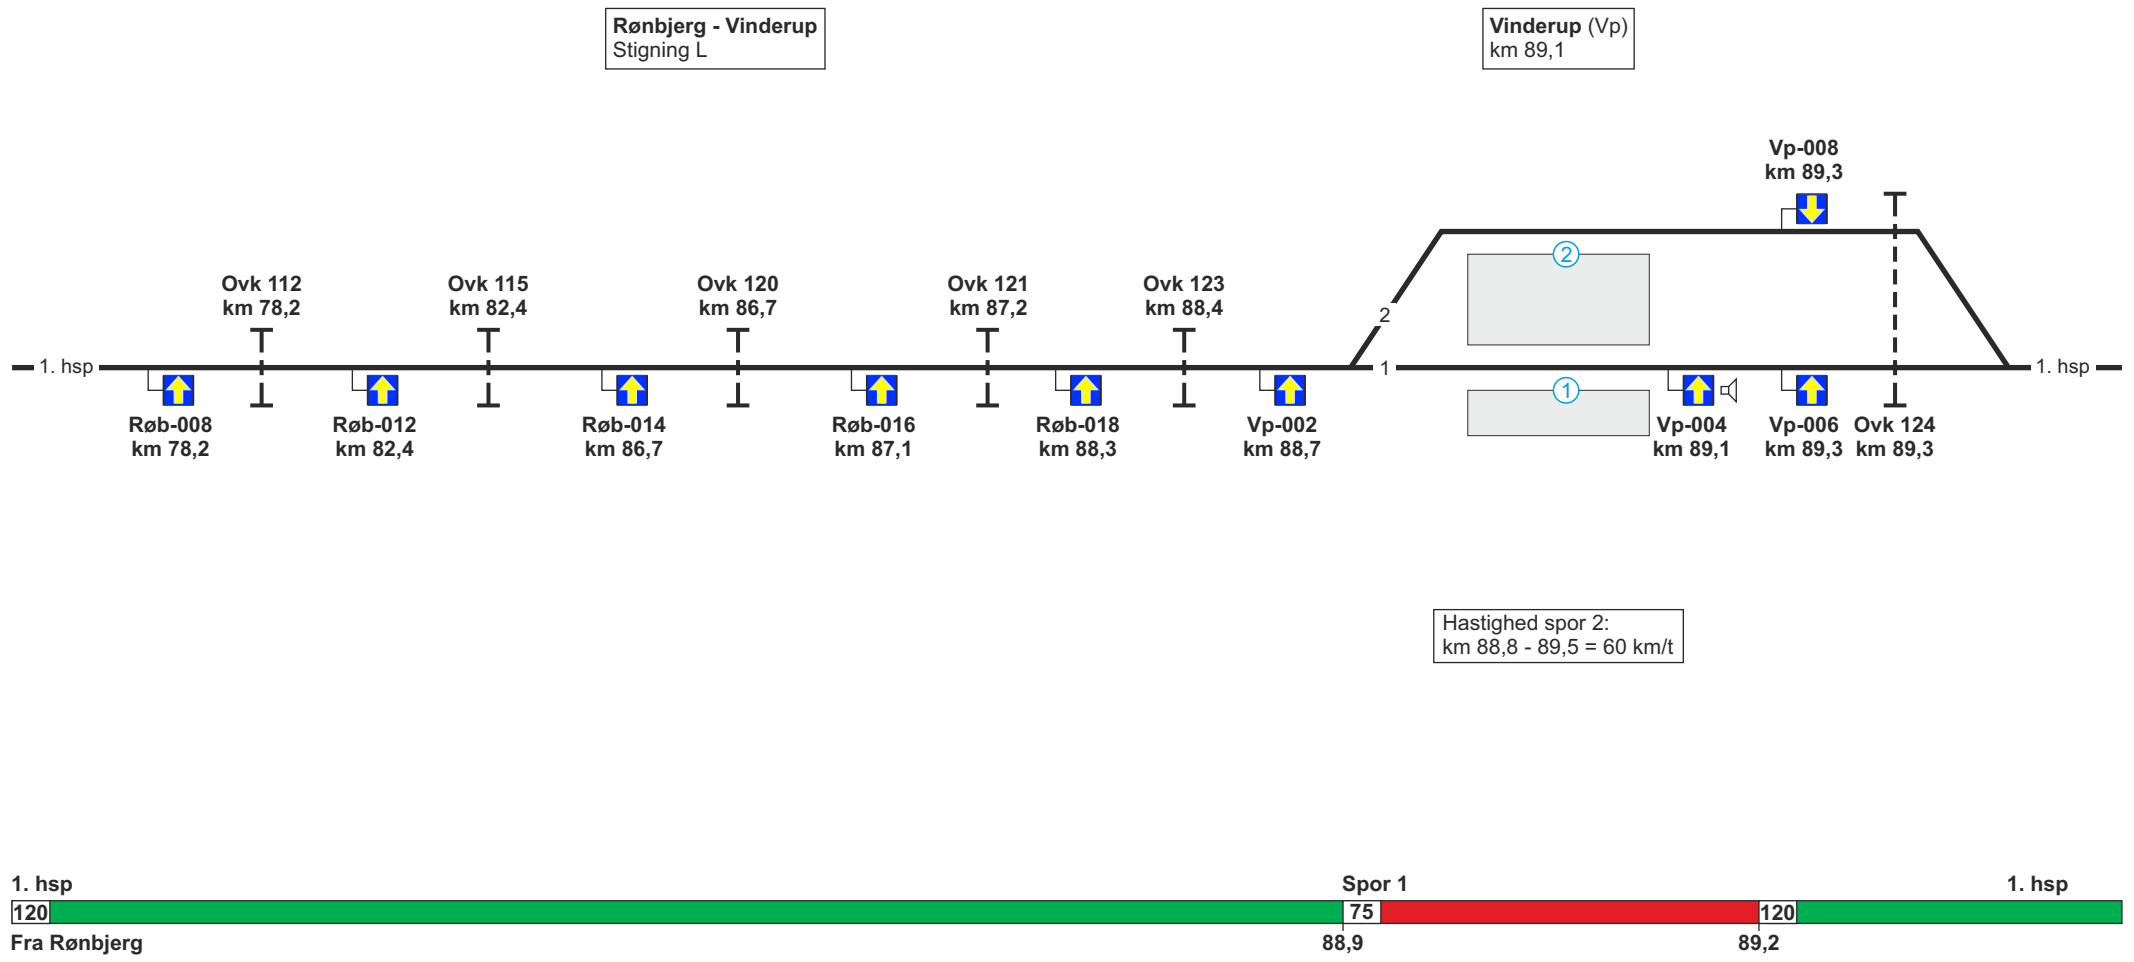 Rønbjerg - Vinderup
Stigning L
Vinderup (Vp)
km 89,1
Vp-008
km 89,3
Ovk 112
km 78,2
Ovk 115
km 82,4
Ovk 120
km 86,7
Ovk 121
km 87,2
Ovk 123
km 88,4
2
2
1. hsp
1
1. hsp
1
Røb-008
km 78,2
Røb-012
km 82,4
Røb-014
km 86,7
Røb-016
km 87,1
Røb-018
km 88,3
Vp-002
km 88,7
Vp-004
km 89,1
Vp-006
km 89,3
Ovk 124
km 89,3
Hastighed spor 2:
km 88,8 - 89,5 = 60 km/t
1. hsp
Spor 1
1. hsp
120
75
120
Fra Rønbjerg
88,9
89,2